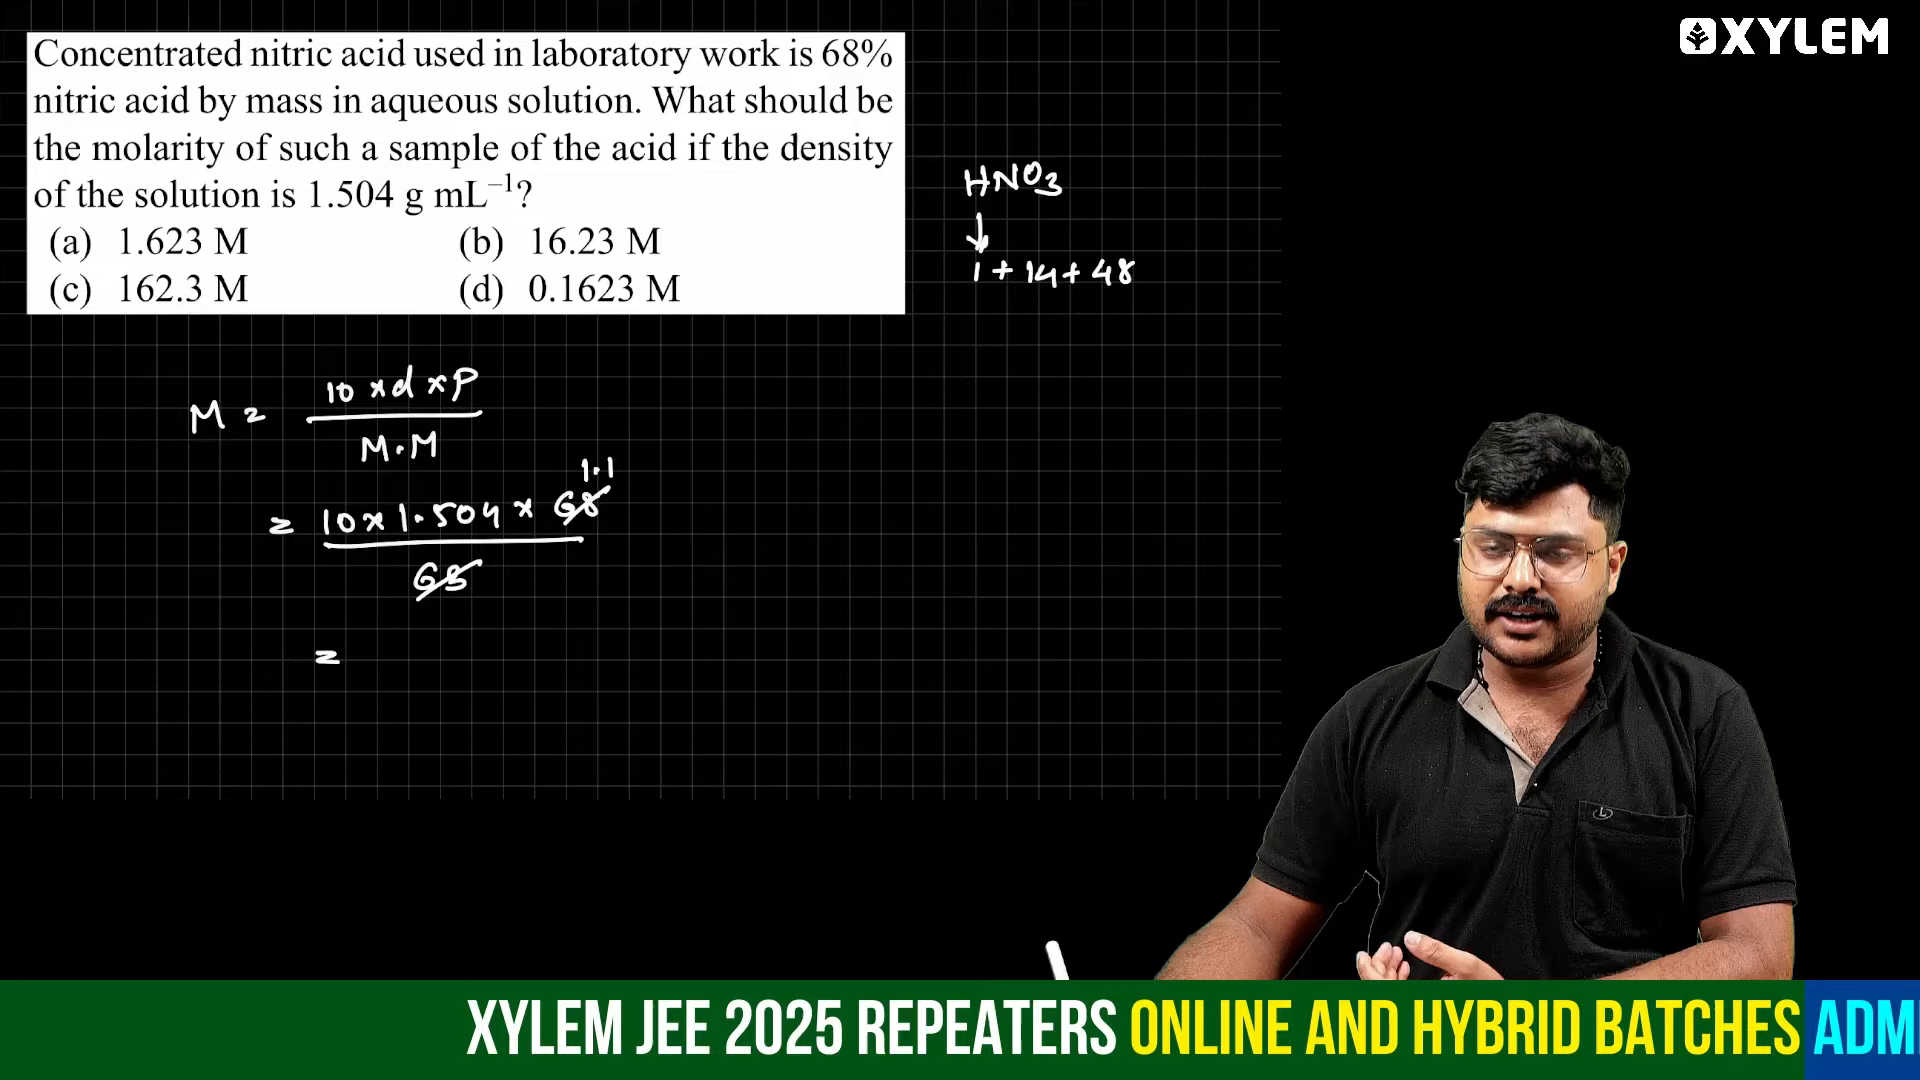 XYLEM
Concentrated nitric acid used in laboratory work is 68%
nitric acid by mass in aqueous solution. What should be
the molarity of such a sample of the acid if the density
of the solution is 1.504 g mL⁻¹?
(a) 1.623 M (b) 16.23 M
(c) 162.3 M (d) 0.1623 M
HNO3
↓
1 + 14 + 48
M = 10 × d × P
M.M
1.1
= 10 × 1.504 × 68
63
=
XYLEM JEE 2025 REPEATERS ONLINE AND HYBRID BATCHES ADM